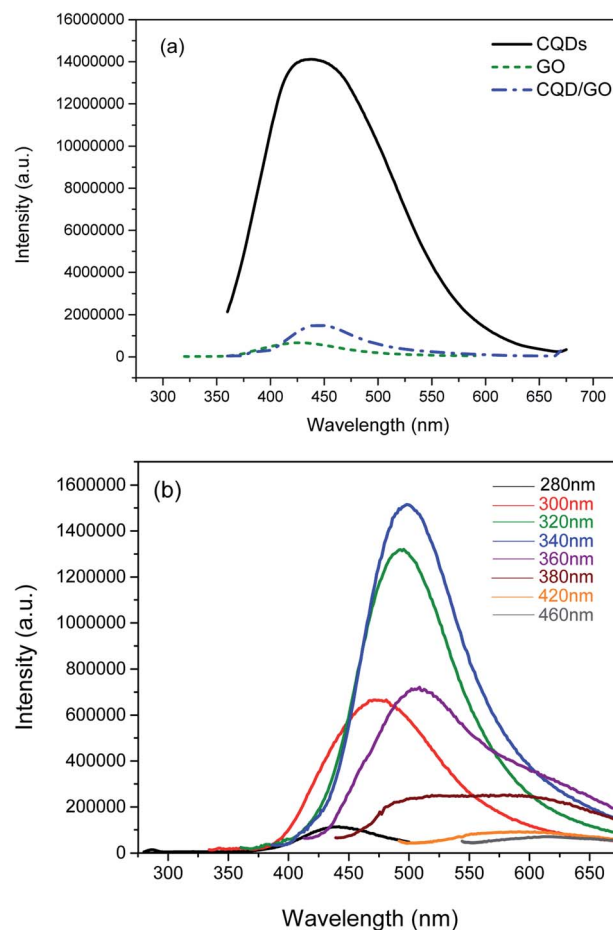 (a)
CQDs
GO
CQD/GO
16000000
14000000
12000000
10000000
8000000
6000000
4000000
2000000
0
Intensity (a.u.)
300 350 400 450 500 550 600 650 700
Wavelength (nm)
(b)
280nm
300nm
320nm
340nm
360nm
380nm
420nm
460nm
1600000
1400000
1200000
1000000
800000
600000
400000
200000
0
Intensity (a.u.)
300 350 400 450 500 550 600 650
Wavelength (nm)